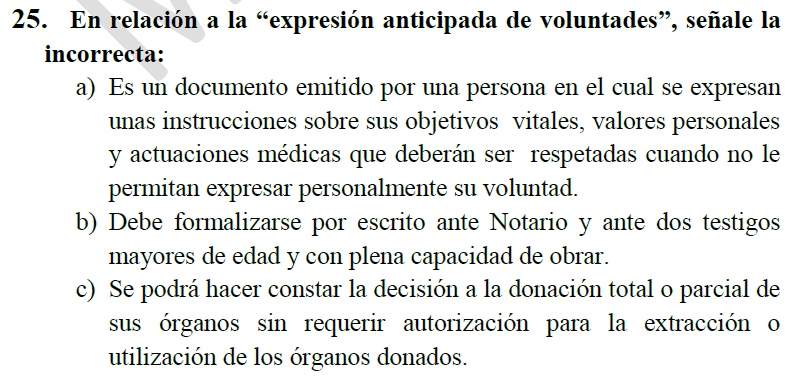 25. En relación a la “expresión anticipada de voluntades”, señale la
incorrecta:
a) Es un documento emitido por una persona en el cual se expresan
unas instrucciones sobre sus objetivos vitales, valores personales
y actuaciones médicas que deberán ser respetadas cuando no le
permitan expresar personalmente su voluntad.
b) Debe formalizarse por escrito ante Notario y ante dos testigos
mayores de edad y con plena capacidad de obrar.
c) Se podrá hacer constar la decisión a la donación total o parcial de
sus órganos sin requerir autorización para la extracción o
utilización de los órganos donados.